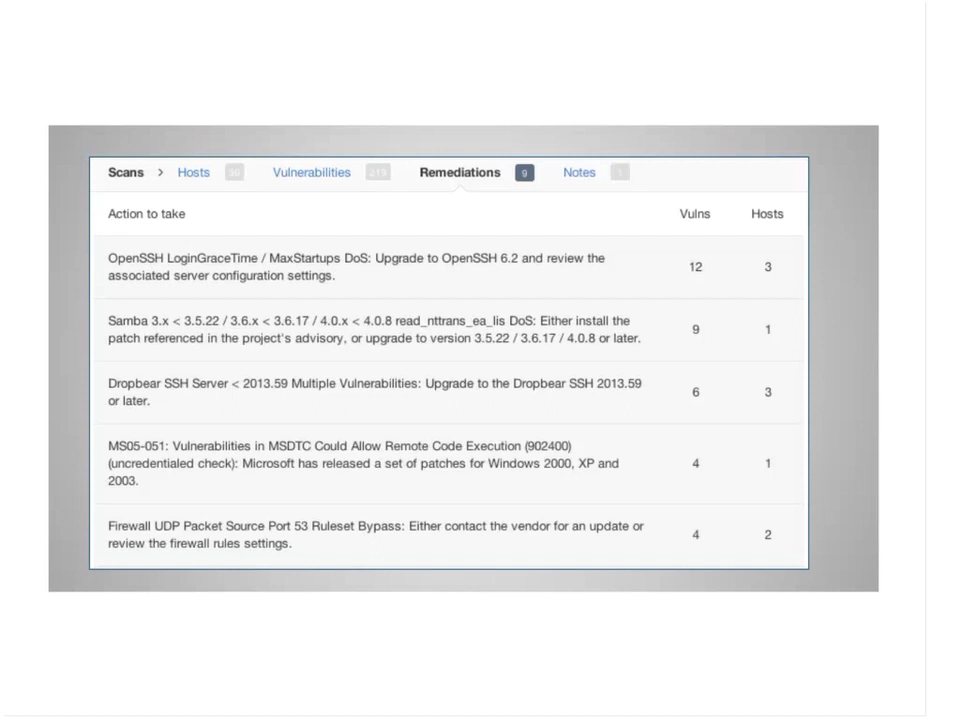 Scans > Hosts 36 Vulnerabilities 219 Remediations 9 Notes 1
Action to take Vulns Hosts
OpenSSH LoginGraceTime / MaxStartups DoS: Upgrade to OpenSSH 6.2 and review the
associated server configuration settings.
12 3
Samba 3.x < 3.5.22 / 3.6.x < 3.6.17 / 4.0.x < 4.0.8 read_nttrans_ea_lis DoS: Either install the
patch referenced in the project's advisory, or upgrade to version 3.5.22 / 3.6.17 / 4.0.8 or later.
9 1
Dropbear SSH Server < 2013.59 Multiple Vulnerabilities: Upgrade to the Dropbear SSH 2013.59
or later.
6 3
MS05-051: Vulnerabilities in MSDTC Could Allow Remote Code Execution (902400)
(uncredentialed check): Microsoft has released a set of patches for Windows 2000, XP and
2003.
4 1
Firewall UDP Packet Source Port 53 Ruleset Bypass: Either contact the vendor for an update or
review the firewall rules settings.
4 2